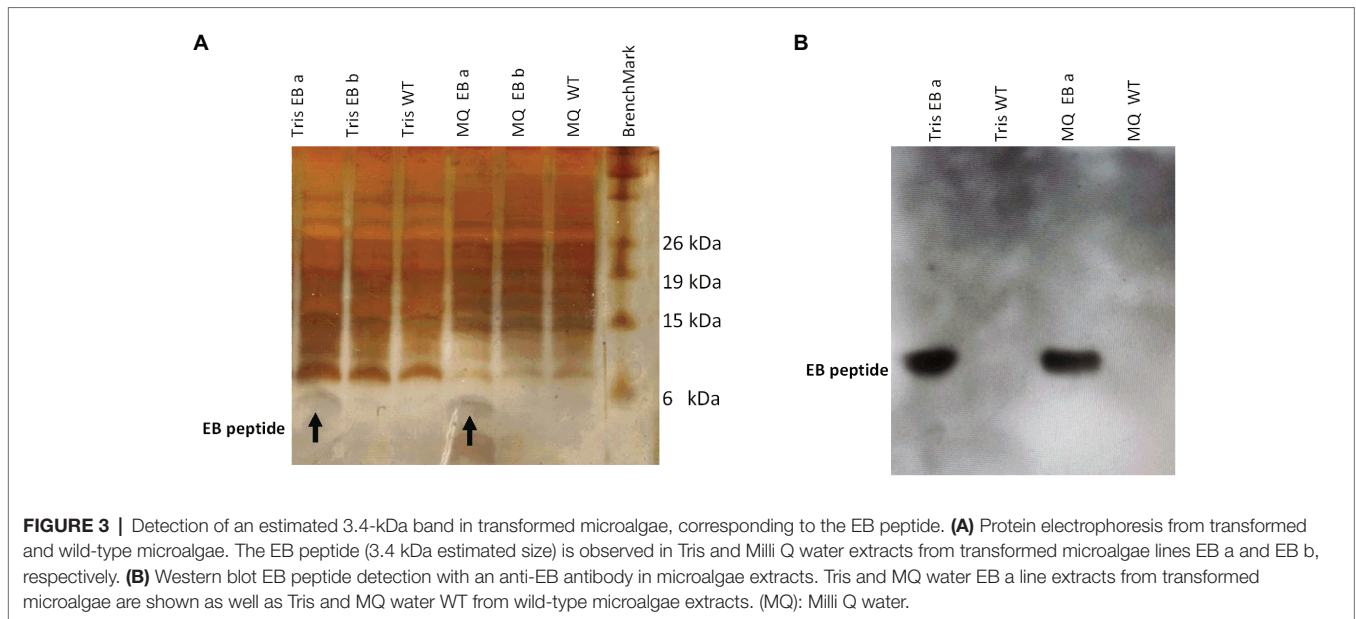 A
B
Tris EB a
Tris EB b
Tris WT
MQ EB a
MQ EB b
MQ WT
BrenchMark
Tris EB a
Tris WT
MQ EB a
MQ WT
26 kDa
19 kDa
15 kDa
6 kDa
EB peptide
EB peptide
FIGURE 3 | Detection of an estimated 3.4-kDa band in transformed microalgae, corresponding to the EB peptide. (A) Protein electrophoresis from transformed
and wild-type microalgae. The EB peptide (3.4 kDa estimated size) is observed in Tris and Milli Q water extracts from transformed microalgae lines EB a and EB b,
respectively. (B) Western blot EB peptide detection with an anti-EB antibody in microalgae extracts. Tris and MQ water EB a line extracts from transformed
microalgae are shown as well as Tris and MQ water WT from wild-type microalgae extracts. (MQ): Milli Q water.